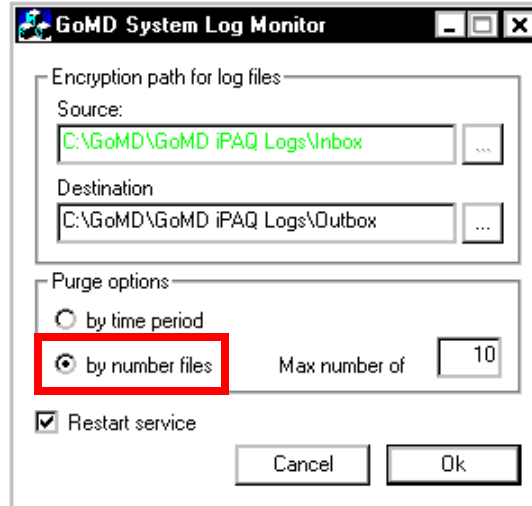 GoMD System Log Monitor
Encryption path for log files
Source:
C:\GoMD\GoMD iPAQ Logs\Inbox
...
Destination
C:\GoMD\GoMD iPAQ Logs\Outbox
...
Purge options
by time period
by number files Max number of 10
Restart service
Cancel Ok